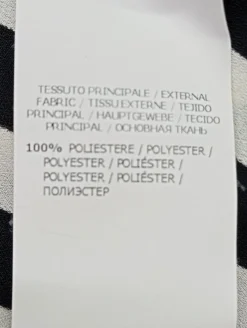 TESSUTO PRINCIPALE / EXTERNAL
FABRIC / TISSU EXTERNE / TEJIDO
PRINCIPAL / HAUPTGEWEBE / TECIDO
PRINCIPAL / ОСНОВНАЯ ТКАНЬ
100% POLIESTERE / POLYESTER /
POLYESTER / POLIÉSTER /
POLYESTER / POLIÉSTER /
ПОЛИЭСТЕР